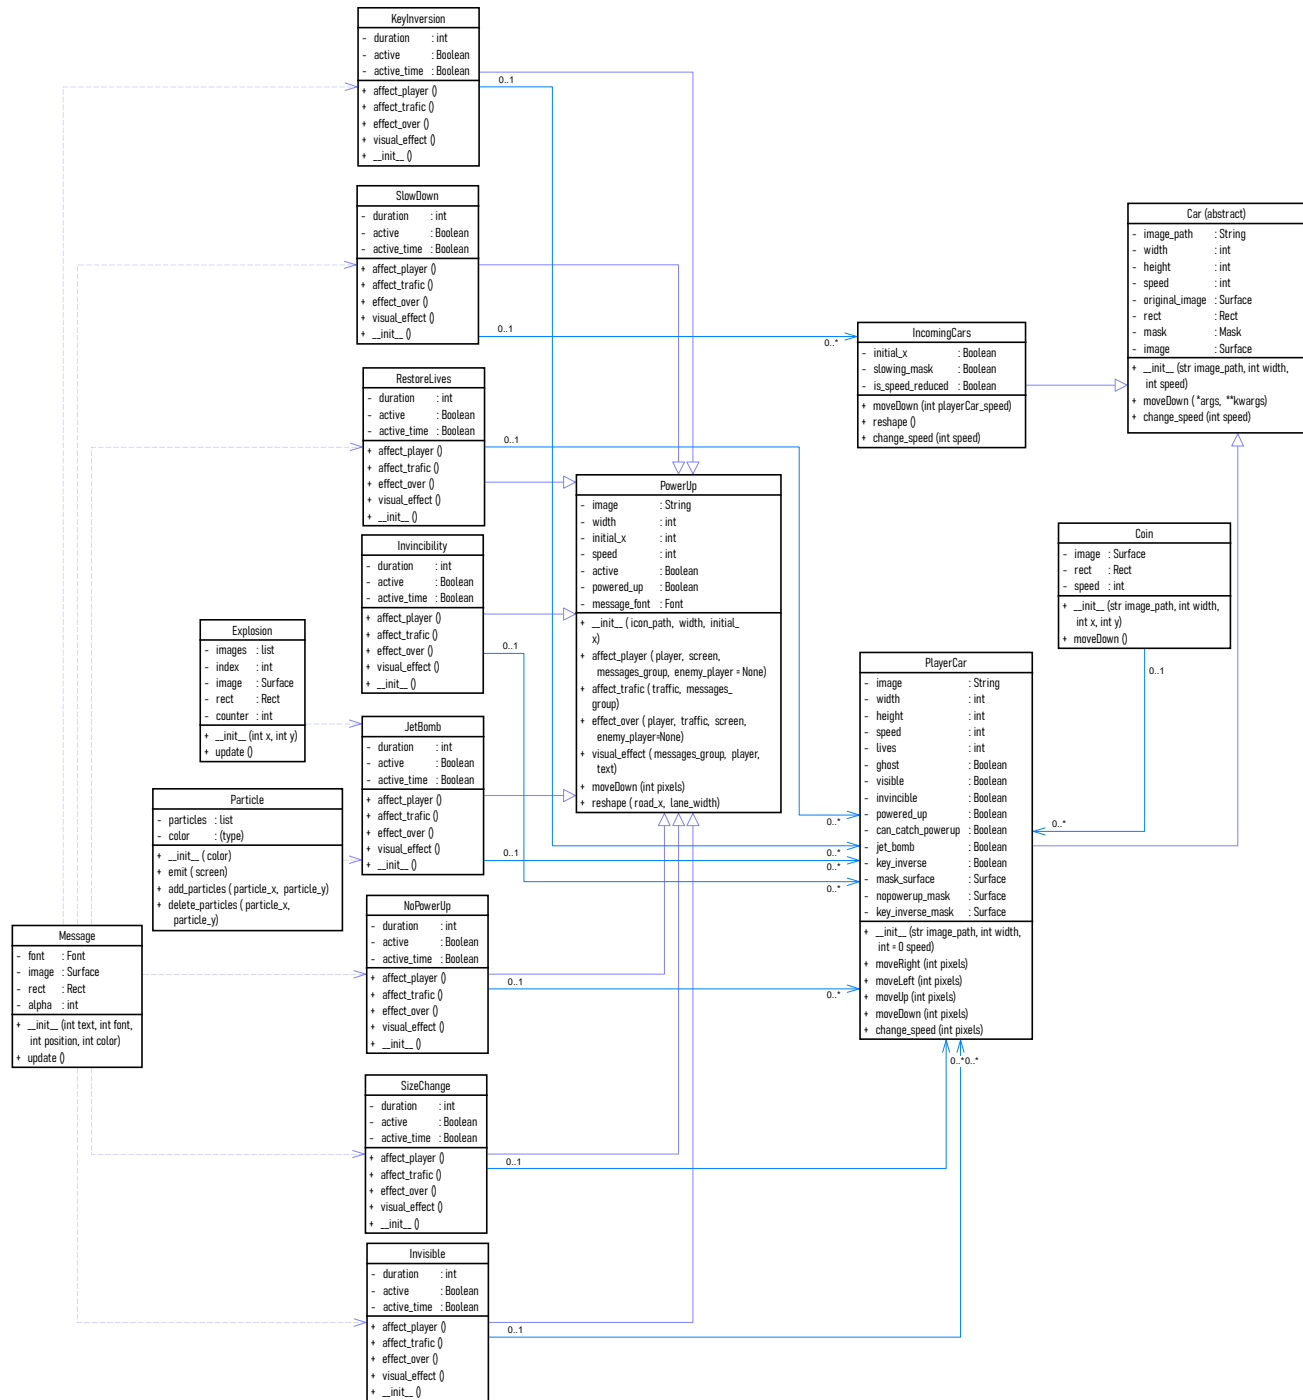 KeyInversion
- duration : int
- active : Boolean
- active_time : Boolean
+ affect_player ()
+ affect_trafic ()
+ effect_over ()
+ visual_effect ()
+ __init__ ()
0..1
SlowDown
- duration : int
- active : Boolean
- active_time : Boolean
+ affect_player ()
+ affect_trafic ()
+ effect_over ()
+ visual_effect ()
+ __init__ ()
0..1
0..*
Car (abstract)
- image_path : String
- width : int
- height : int
- speed : int
- original_image : Surface
- rect : Rect
- mask : Mask
- image : Surface
+ __init__ (str image_path, int width,
int speed)
+ moveDown ( *args, **kwargs)
+ change_speed (int speed)
IncomingCars
- initial_x : Boolean
- slowing_mask : Boolean
- is_speed_reduced : Boolean
+ moveDown (int playerCar_speed)
+ reshape ()
+ change_speed (int speed)
RestoreLives
- duration : int
- active : Boolean
- active_time : Boolean
+ affect_player ()
+ affect_trafic ()
+ effect_over ()
+ visual_effect ()
+ __init__ ()
0..1
PowerUp
- image : String
- width : int
- initial_x : int
- speed : int
- active : Boolean
- powered_up : Boolean
- message_font : Font
+ __init__ ( icon_path, width, initial_
x)
+ affect_player ( player, screen,
messages_group, enemy_player = None)
+ affect_trafic ( traffic, messages_
group)
+ effect_over ( player, traffic, screen,
enemy_player=None)
+ visual_effect ( messages_group, player,
text)
+ moveDown (int pixels)
+ reshape ( road_x, lane_width)
Coin
- image : Surface
- rect : Rect
- speed : int
+ __init__ (str image_path, int width,
int x, int y)
+ moveDown ()
0..1
0..*
Invincibility
- duration : int
- active : Boolean
- active_time : Boolean
+ affect_player ()
+ affect_trafic ()
+ effect_over ()
+ visual_effect ()
+ __init__ ()
0..1
Explosion
- images : list
- index : int
- image : Surface
- rect : Rect
- counter : int
+ __init__ (int x, int y)
+ update ()
PlayerCar
- image : String
- width : int
- height : int
- speed : int
- lives : int
- ghost : Boolean
- visible : Boolean
- invincible : Boolean
- powered_up : Boolean
- can_catch_powerup : Boolean
- jet_bomb : Boolean
- key_inverse : Boolean
- mask_surface : Surface
- nopowerup_mask : Surface
- key_inverse_mask : Surface
+ __init__ (str image_path, int width,
int = 0 speed)
+ moveRight (int pixels)
+ moveLeft (int pixels)
+ moveUp (int pixels)
+ moveDown (int pixels)
+ change_speed (int pixels)
JetBomb
- duration : int
- active : Boolean
- active_time : Boolean
+ affect_player ()
+ affect_trafic ()
+ effect_over ()
+ visual_effect ()
+ __init__ ()
0..1
0..*
0..*
0..*
0..*
Particle
- particles : list
- color : (type)
+ __init__ ( color)
+ emit ( screen)
+ add_particles ( particle_x, particle_y)
+ delete_particles ( particle_x,
particle_y)
NoPowerUp
- duration : int
- active : Boolean
- active_time : Boolean
+ affect_player ()
+ affect_trafic ()
+ effect_over ()
+ visual_effect ()
+ __init__ ()
0..1
0..*
Message
- font : Font
- image : Surface
- rect : Rect
- alpha : int
+ __init__ (int text, int font,
int position, int color)
+ update ()
0..*
0..*
SizeChange
- duration : int
- active : Boolean
- active_time : Boolean
+ affect_player ()
+ affect_trafic ()
+ effect_over ()
+ visual_effect ()
+ __init__ ()
0..1
Invisible
- duration : int
- active : Boolean
- active_time : Boolean
+ affect_player ()
+ affect_trafic ()
+ effect_over ()
+ visual_effect ()
+ __init__ ()
0..1